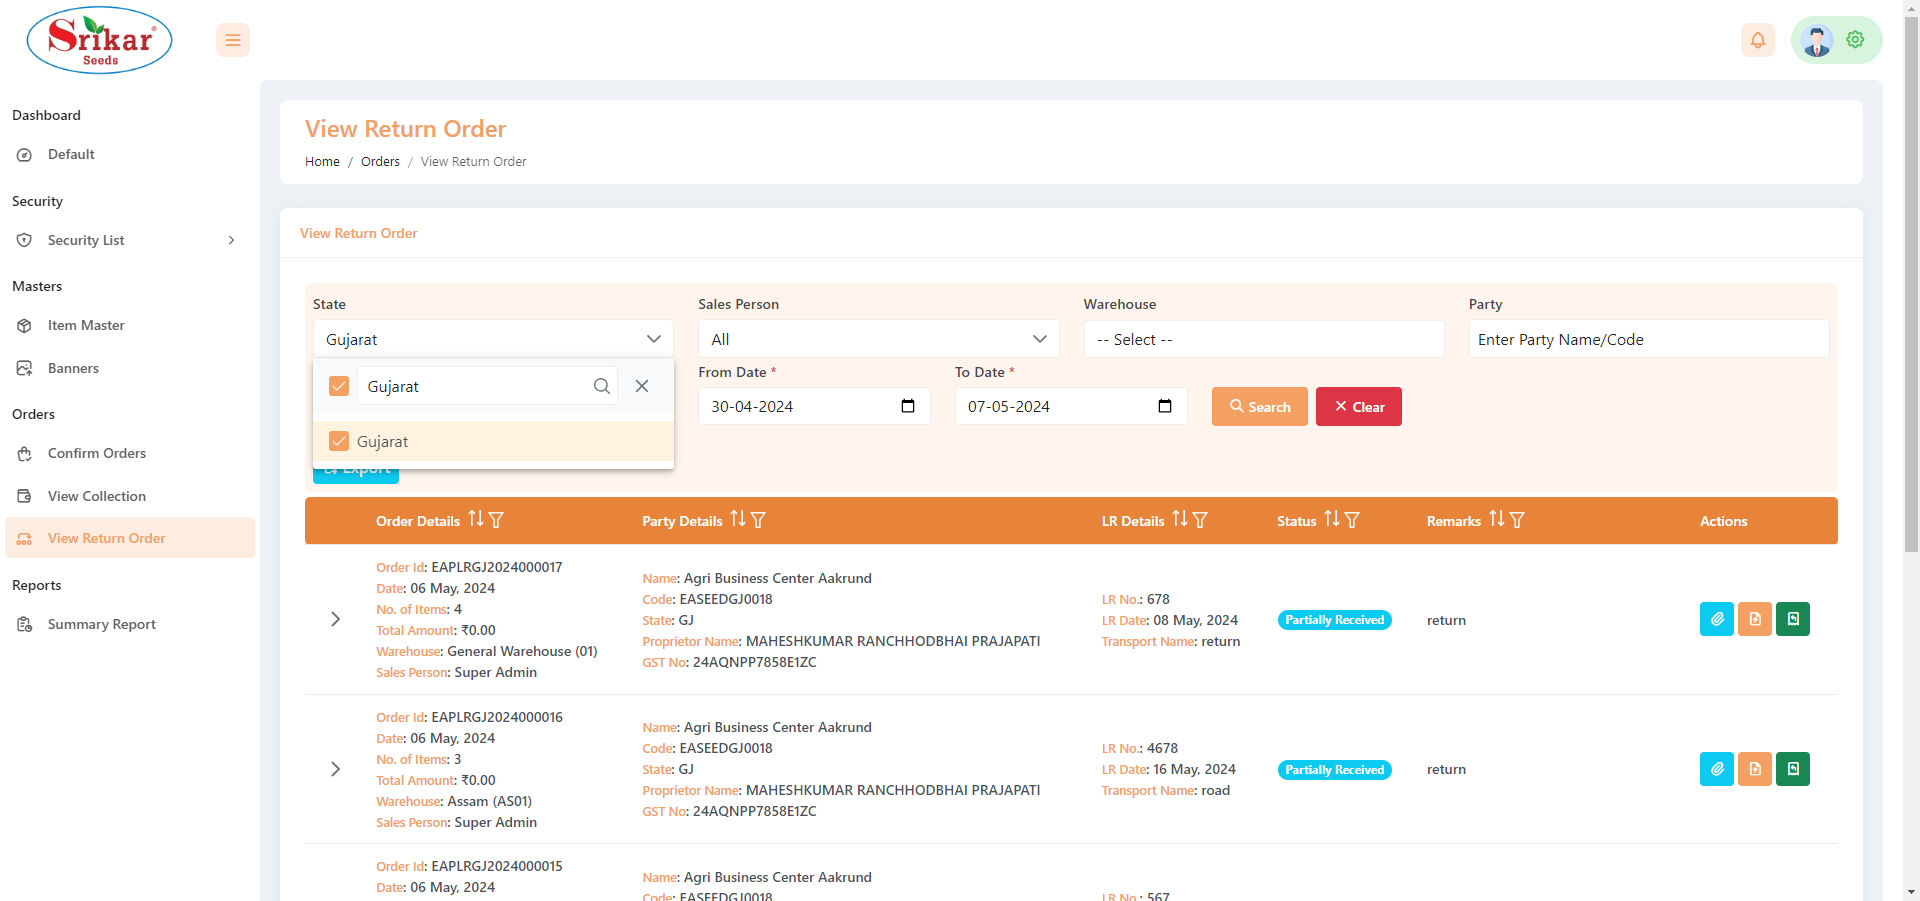 Srikar
Seeds
Dashboard
Default
Security
Security List
Masters
Item Master
Banners
Orders
Confirm Orders
View Collection
View Return Order
Reports
Summary Report
View Return Order
Home / Orders / View Return Order
View Return Order
State
Gujarat
Gujarat
Gujarat
Sales Person
All
Warehouse
-- Select --
Party
Enter Party Name/Code
From Date *
30-04-2024
To Date *
07-05-2024
Search
Clear
Export
Order Details Party Details LR Details Status Remarks Actions
Order Id: EAPLRGJ2024000017
Date: 06 May, 2024
No. of Items: 4
Total Amount: ₹0.00
Warehouse: General Warehouse (01)
Sales Person: Super Admin
Name: Agri Business Center Aakrund
Code: EASEEDGJ0018
State: GJ
Proprietor Name: MAHESHKUMAR RANCHHODBHAI PRAJAPATI
GST No: 24AQNPP7858E1ZC
LR No.: 678
LR Date: 08 May, 2024
Transport Name: return
Partially Received
return
Order Id: EAPLRGJ2024000016
Date: 06 May, 2024
No. of Items: 3
Total Amount: ₹0.00
Warehouse: Assam (AS01)
Sales Person: Super Admin
Name: Agri Business Center Aakrund
Code: EASEEDGJ0018
State: GJ
Proprietor Name: MAHESHKUMAR RANCHHODBHAI PRAJAPATI
GST No: 24AQNPP7858E1ZC
LR No.: 4678
LR Date: 16 May, 2024
Transport Name: road
Partially Received
return
Order Id: EAPLRGJ2024000015
Date: 06 May, 2024
Name: Agri Business Center Aakrund
Code: EASEEDGJ0018
LR No.: 567